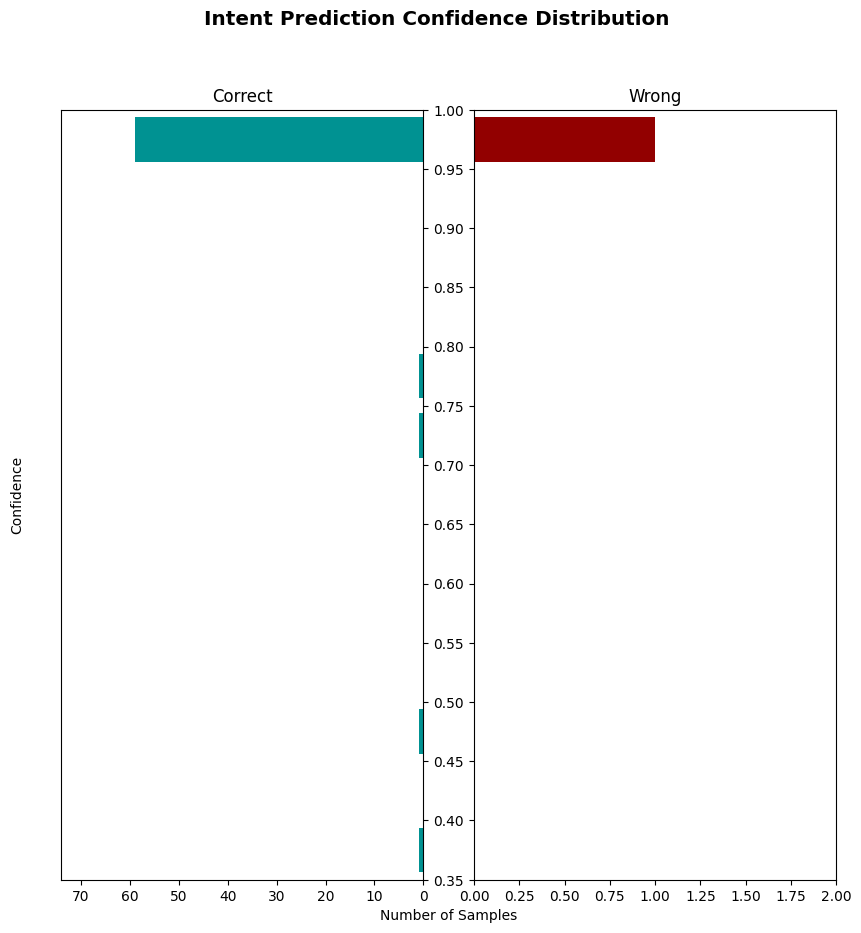 Intent Prediction Confidence Distribution
Correct
Wrong
1.00
0.95
0.90
0.85
0.80
0.75
0.70
0.65
0.60
0.55
0.50
0.45
0.40
0.35
Confidence
70 60 50 40 30 20 10 0
0.00 0.25 0.50 0.75 1.00 1.25 1.50 1.75 2.00
Number of Samples